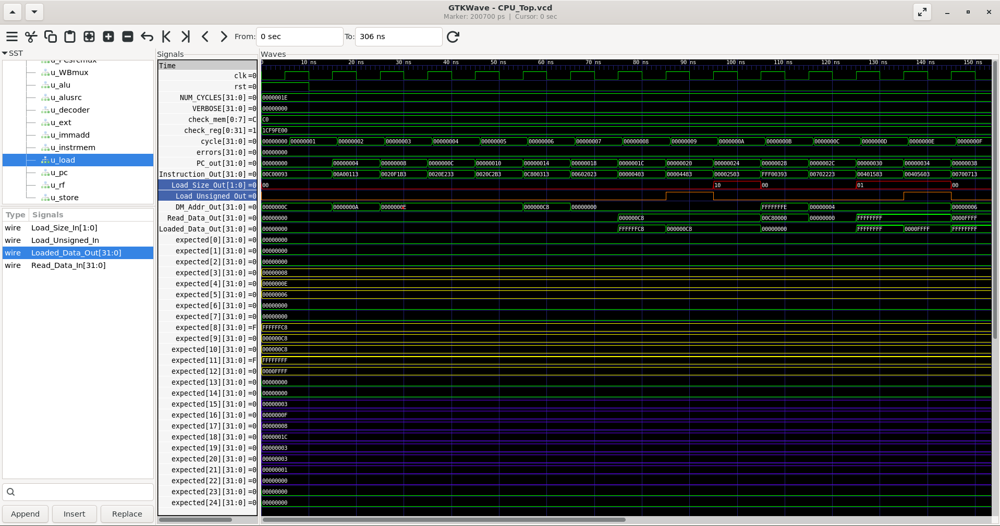 GTKWave - CPU_Top.vcd
Marker: 200700 ps | Cursor: 0 sec
From: 0 sec To: 306 ns
SST
u_PCsrcmux
u_WBmux
u_alu
u_alusrc
u_decoder
u_ext
u_immadd
u_instrmem
u_load
u_pc
u_rf
u_store
Type Signals
wire Load_Size_In[1:0]
wire Load_Unsigned_In
wire Loaded_Data_Out[31:0]
wire Read_Data_In[31:0]
Append Insert Replace
Signals
Waves
Time 0 10 ns 20 ns 30 ns 40 ns 50 ns 60 ns 70 ns 80 ns 90 ns 100 ns 110 ns 120 ns 130 ns 140 ns 150 ns
clk =0
rst =0
NUM_CYCLES[31:0] =0 0000001E
VERBOSE[31:0] =0 00000000
check_mem[0:7] =C C0
check_reg[0:31] =1 1CF9FE00
cycle[31:0] =0 00000000 00000001 00000002 00000003 00000004 00000005 00000006 00000007 00000008 00000009 0000000A 0000000B 0000000C 0000000D 0000000E 0000000F
errors[31:0] =0 00000000
PC_out[31:0] =0 00000000 00000004 00000008 0000000C 00000010 00000014 00000018 0000001C 00000020 00000024 00000028 0000002C 00000030 00000034 00000038
Instruction_Out[31:0] =0 00C00093 00A00113 0020F1B3 0020E233 0020C2B3 0C800313 00602023 00000403 00004483 00002503 FFF00393 00702223 00401583 00405603 00700713
Load_Size_Out[1:0] =0 00 10 00 01 00
Load_Unsigned_Out =0
DM_Addr_Out[31:0] =0 0000000C 0000000A 0000000E 000000C8 00000000 FFFFFFFE 00000004 00000006
Read_Data_Out[31:0] =0 00000000 000000C8 00C80000 00000000 FFFFFFFF 0000FFFF
Loaded_Data_Out[31:0] =0 00000000 FFFFFFC8 000000C8 00000000 FFFFFFFF 0000FFFF FFFFFFFF
expected[0][31:0] =0 00000000
expected[1][31:0] =0 00000000
expected[2][31:0] =0 00000000
expected[3][31:0] =0 00000008
expected[4][31:0] =0 0000000E
expected[5][31:0] =0 00000006
expected[6][31:0] =0 00000000
expected[7][31:0] =0 00000000
expected[8][31:0] =F FFFFFFC8
expected[9][31:0] =0 000000C8
expected[10][31:0] =0 000000C8
expected[11][31:0] =F FFFFFFFF
expected[12][31:0] =0 0000FFFF
expected[13][31:0] =0 00000000
expected[14][31:0] =0 00000000
expected[15][31:0] =0 00000003
expected[16][31:0] =0 0000000F
expected[17][31:0] =0 00000008
expected[18][31:0] =0 0000001C
expected[19][31:0] =0 00000003
expected[20][31:0] =0 00000003
expected[21][31:0] =0 00000001
expected[22][31:0] =0 00000000
expected[23][31:0] =0 00000000
expected[24][31:0] =0 00000000